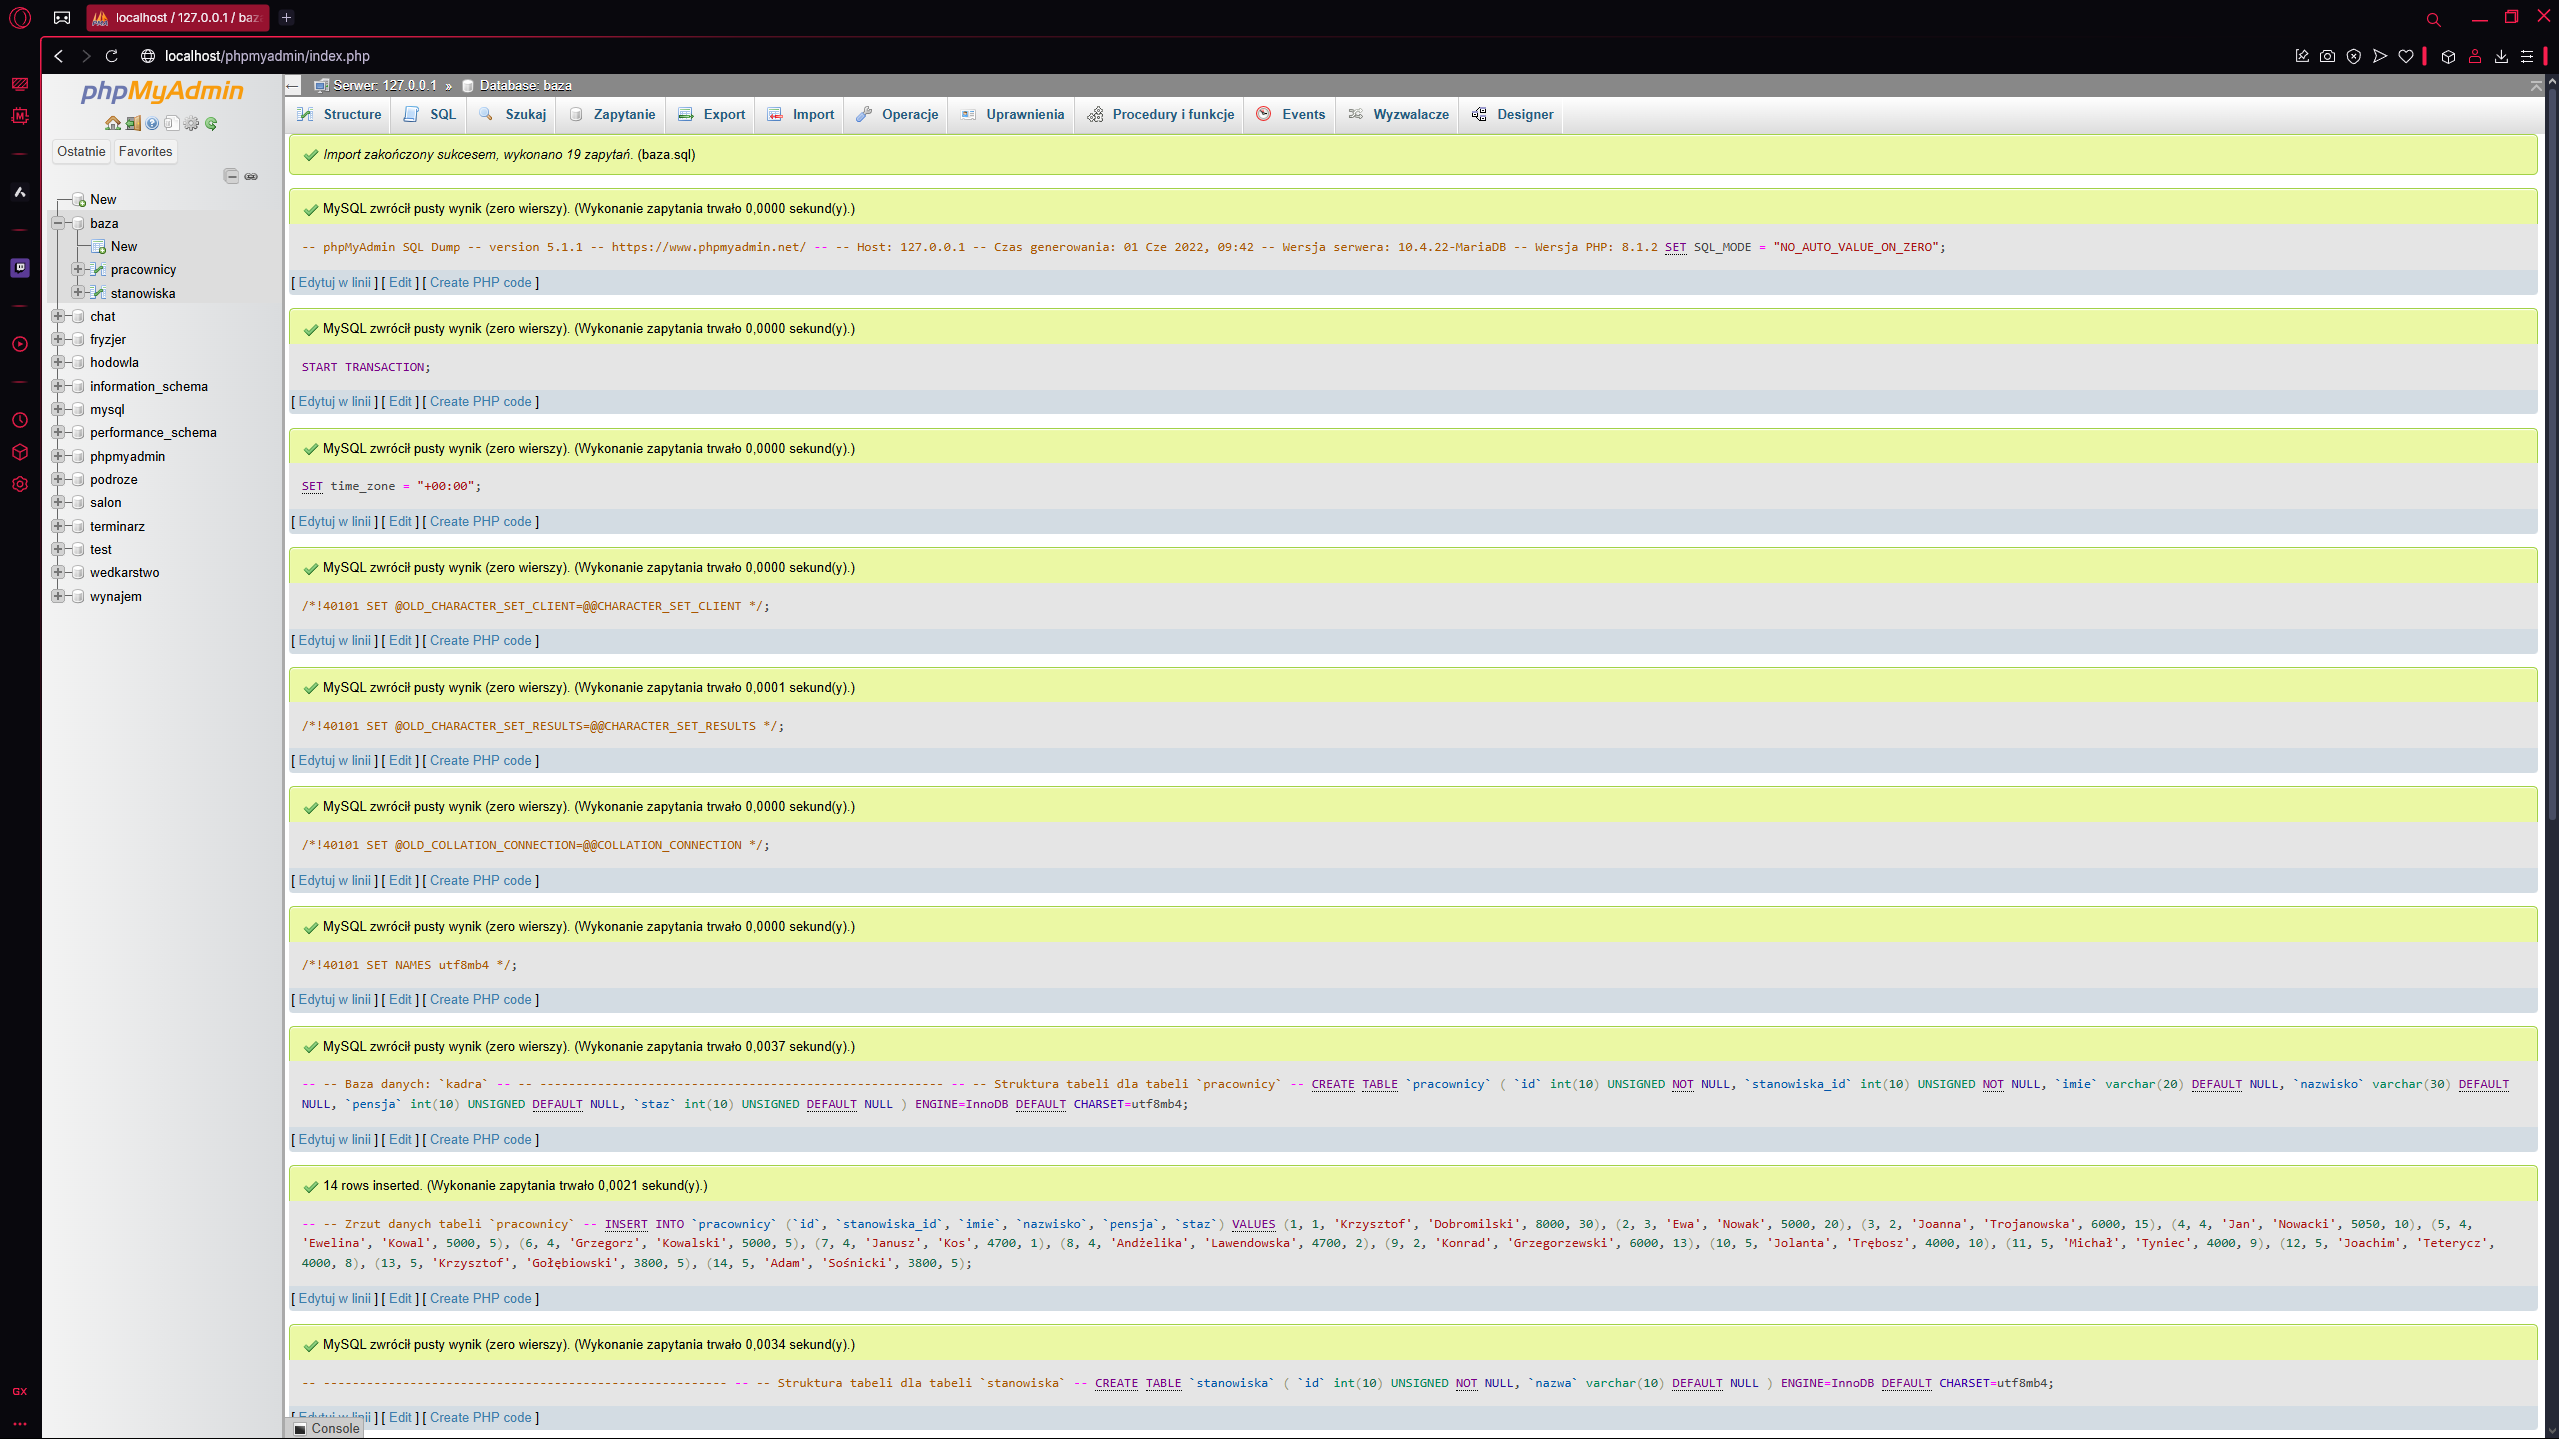 localhost / 127.0.0.1 / baz
localhost/phpmyadmin/index.php
phpMyAdmin
Ostatnie Favorites
New
baza
New
pracownicy
stanowiska
chat
fryzjer
hodowla
information_schema
mysql
performance_schema
phpmyadmin
podroze
salon
terminarz
test
wedkarstwo
wynajem
GX
Serwer: 127.0.0.1 » Database: baza
Structure SQL Szukaj Zapytanie Export Import Operacje Uprawnienia Procedury i funkcje Events Wyzwalacze Designer
Import zakończony sukcesem, wykonano 19 zapytań. (baza.sql)
MySQL zwrócił pusty wynik (zero wierszy). (Wykonanie zapytania trwało 0,0000 sekund(y).)
-- phpMyAdmin SQL Dump -- version 5.1.1 -- https://www.phpmyadmin.net/ -- -- Host: 127.0.0.1 -- Czas generowania: 01 Cze 2022, 09:42 -- Wersja serwera: 10.4.22-MariaDB -- Wersja PHP: 8.1.2 SET SQL_MODE = "NO_AUTO_VALUE_ON_ZERO";
[ Edytuj w linii ] [ Edit ] [ Create PHP code ]
MySQL zwrócił pusty wynik (zero wierszy). (Wykonanie zapytania trwało 0,0000 sekund(y).)
START TRANSACTION;
[ Edytuj w linii ] [ Edit ] [ Create PHP code ]
MySQL zwrócił pusty wynik (zero wierszy). (Wykonanie zapytania trwało 0,0000 sekund(y).)
SET time_zone = "+00:00";
[ Edytuj w linii ] [ Edit ] [ Create PHP code ]
MySQL zwrócił pusty wynik (zero wierszy). (Wykonanie zapytania trwało 0,0000 sekund(y).)
/*!40101 SET @OLD_CHARACTER_SET_CLIENT=@@CHARACTER_SET_CLIENT */;
[ Edytuj w linii ] [ Edit ] [ Create PHP code ]
MySQL zwrócił pusty wynik (zero wierszy). (Wykonanie zapytania trwało 0,0001 sekund(y).)
/*!40101 SET @OLD_CHARACTER_SET_RESULTS=@@CHARACTER_SET_RESULTS */;
[ Edytuj w linii ] [ Edit ] [ Create PHP code ]
MySQL zwrócił pusty wynik (zero wierszy). (Wykonanie zapytania trwało 0,0000 sekund(y).)
/*!40101 SET @OLD_COLLATION_CONNECTION=@@COLLATION_CONNECTION */;
[ Edytuj w linii ] [ Edit ] [ Create PHP code ]
MySQL zwrócił pusty wynik (zero wierszy). (Wykonanie zapytania trwało 0,0000 sekund(y).)
/*!40101 SET NAMES utf8mb4 */;
[ Edytuj w linii ] [ Edit ] [ Create PHP code ]
MySQL zwrócił pusty wynik (zero wierszy). (Wykonanie zapytania trwało 0,0037 sekund(y).)
-- -- Baza danych: `kadra` -- -- -------------------------------------------------------- -- -- Struktura tabeli dla tabeli `pracownicy` -- CREATE TABLE `pracownicy` ( `id` int(10) UNSIGNED NOT NULL, `stanowiska_id` int(10) UNSIGNED NOT NULL, `imie` varchar(20) DEFAULT NULL, `nazwisko` varchar(30) DEFAULT
NULL, `pensja` int(10) UNSIGNED DEFAULT NULL, `staz` int(10) UNSIGNED DEFAULT NULL ) ENGINE=InnoDB DEFAULT CHARSET=utf8mb4;
[ Edytuj w linii ] [ Edit ] [ Create PHP code ]
14 rows inserted. (Wykonanie zapytania trwało 0,0021 sekund(y).)
-- -- Zrzut danych tabeli `pracownicy` -- INSERT INTO `pracownicy` (`id`, `stanowiska_id`, `imie`, `nazwisko`, `pensja`, `staz`) VALUES (1, 1, 'Krzysztof', 'Dobromilski', 8000, 30), (2, 3, 'Ewa', 'Nowak', 5000, 20), (3, 2, 'Joanna', 'Trojanowska', 6000, 15), (4, 4, 'Jan', 'Nowacki', 5050, 10), (5, 4,
'Ewelina', 'Kowal', 5000, 5), (6, 4, 'Grzegorz', 'Kowalski', 5000, 5), (7, 4, 'Janusz', 'Kos', 4700, 1), (8, 4, 'Andżelika', 'Lawendowska', 4700, 2), (9, 2, 'Konrad', 'Grzegorzewski', 6000, 13), (10, 5, 'Jolanta', 'Trębosz', 4000, 10), (11, 5, 'Michał', 'Tyniec', 4000, 9), (12, 5, 'Joachim', 'Teterycz',
4000, 8), (13, 5, 'Krzysztof', 'Gołębiowski', 3800, 5), (14, 5, 'Adam', 'Sośnicki', 3800, 5);
[ Edytuj w linii ] [ Edit ] [ Create PHP code ]
MySQL zwrócił pusty wynik (zero wierszy). (Wykonanie zapytania trwało 0,0034 sekund(y).)
-- -------------------------------------------------------- -- -- Struktura tabeli dla tabeli `stanowiska` -- CREATE TABLE `stanowiska` ( `id` int(10) UNSIGNED NOT NULL, `nazwa` varchar(10) DEFAULT NULL ) ENGINE=InnoDB DEFAULT CHARSET=utf8mb4;
[ Edytuj w linii ] [ Edit ] [ Create PHP code ]
Console